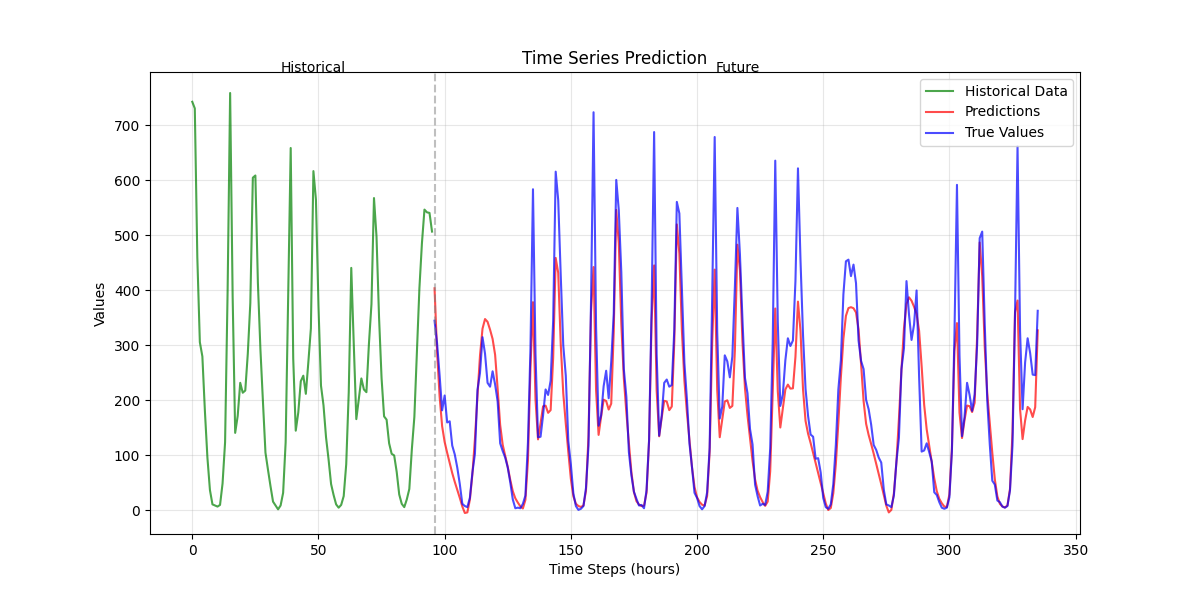 Time Series Prediction
Historical
Future
Historical Data
Predictions
True Values
Values
700
600
500
400
300
200
100
0
0
50
100
150
200
250
300
350
Time Steps (hours)